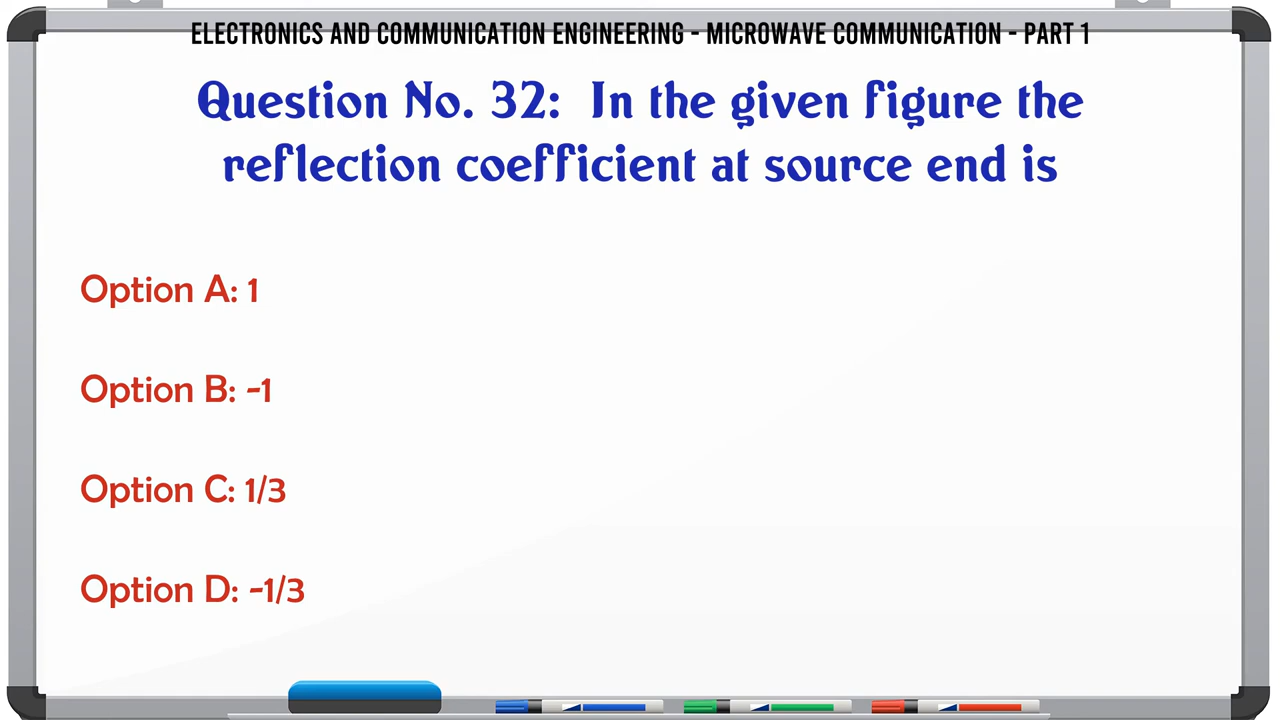 ELECTRONICS AND COMMUNICATION ENGINEERING - MICROWAVE COMMUNICATION - PART 1
Question No. 32: In the given figure the
reflection coefficient at source end is
Option A: 1
Option B: -1
Option C: 1/3
Option D: -1/3